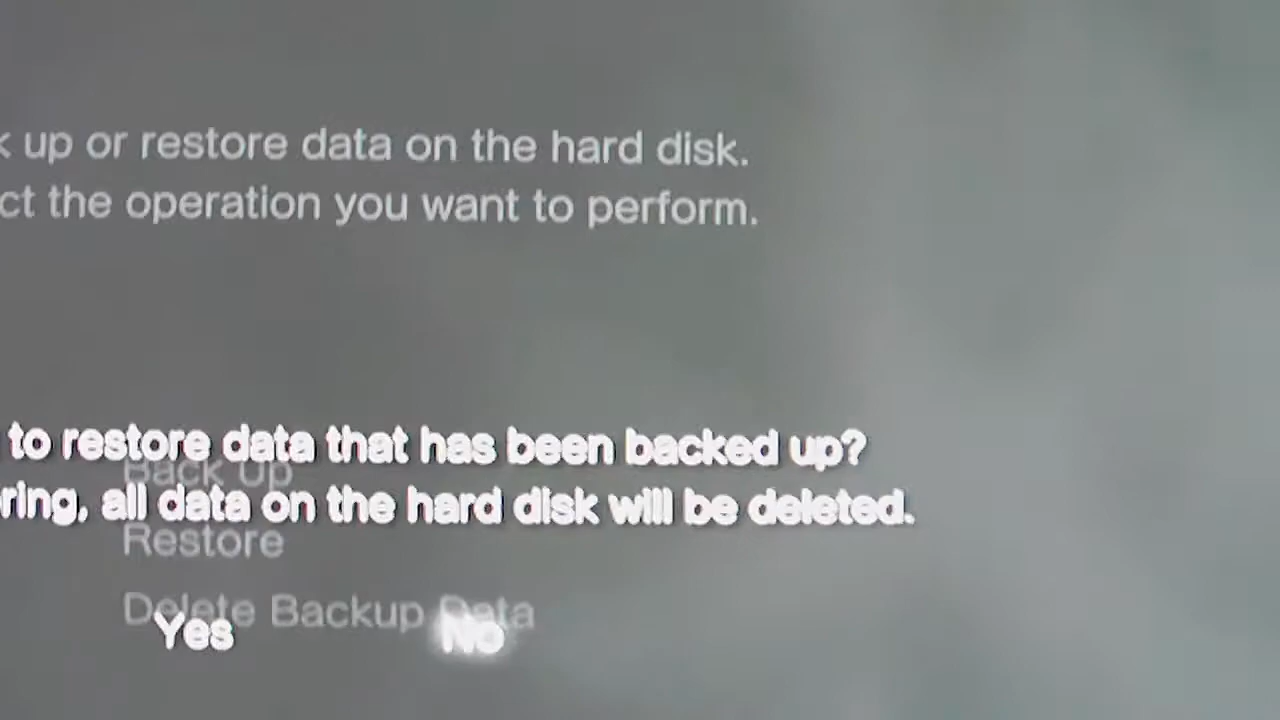 k up or restore data on the hard disk.
ct the operation you want to perform.
to restore data that has been backed up?
Back Up
ring, all data on the hard disk will be deleted.
Restore
Delete Backup Data
Yes No